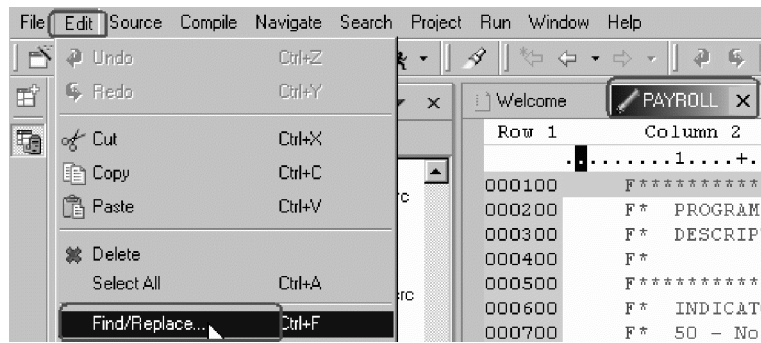 File Edit Source Compile Navigate Search Project Run Window Help
Undo Ctrl+Z
Redo Ctrl+Y
Cut Ctrl+X
Copy Ctrl+C
Paste Ctrl+V
Delete
Select All Ctrl+A
Find/Replace... Ctrl+F
Welcome PAYROLL
Row 1 Column 2
.......1....+.
000100 F**********
000200 F* PROGRAM
000300 F* DESCRIP
000400 F*
000500 F**********
000600 F* INDICAT
000700 F* 50 - No